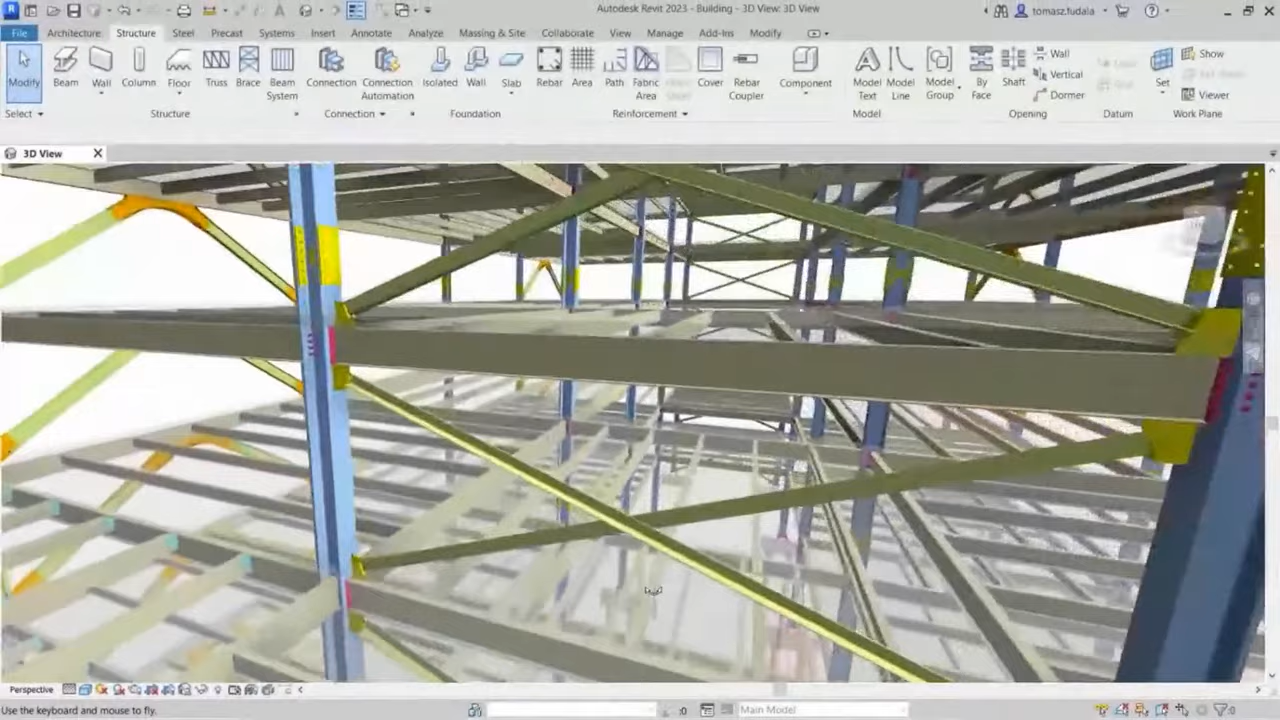 Autodesk Revit 2023 - Building - 3D View: 3D View
tomasz.fudala
File Architecture Structure Steel Precast Systems Insert Annotate Analyze Massing & Site Collaborate View Manage Add-Ins Modify
Modify Beam Wall Column Floor Truss Brace Beam System Connection Connection Automation Isolated Wall Slab Rebar Area Path Fabric Area Cover Rebar Coupler Component Model Text Model Line Model Group By Face Shaft Wall Vertical Dormer Set Show Viewer
Select Structure Connection Foundation Reinforcement Model Opening Datum Work Plane
3D View
Perspective
Use the keyboard and mouse to fly.
:0
Main Model
:0